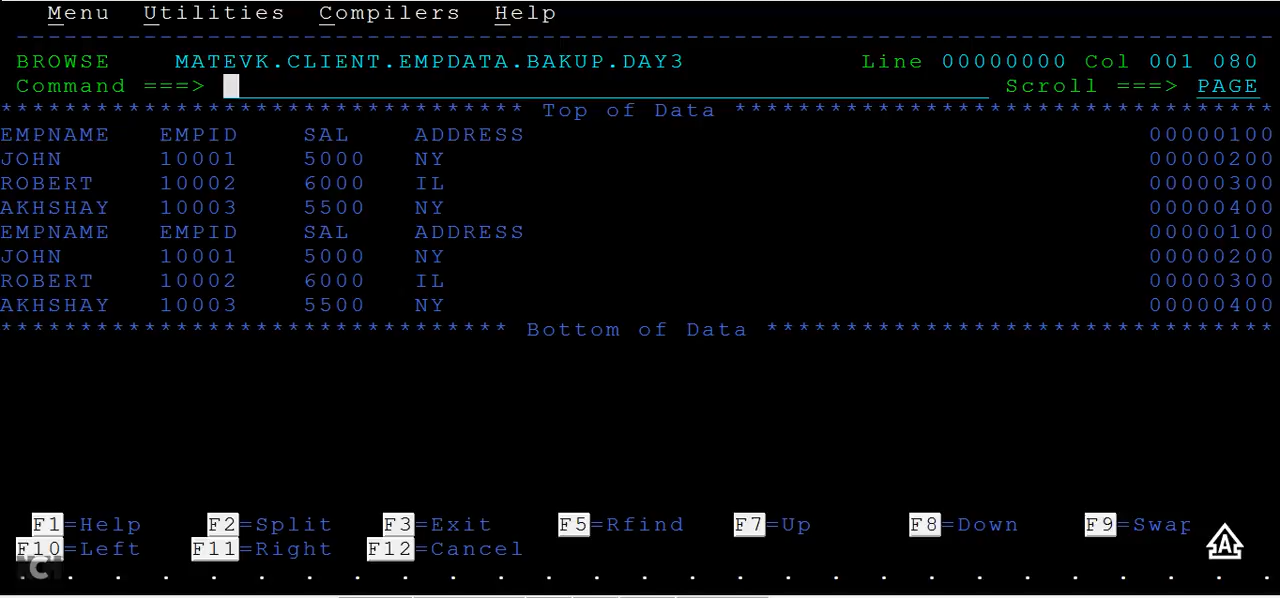 Menu Utilities Compilers Help
BROWSE MATEVK.CLIENT.EMPDATA.BAKUP.DAY3 Line 00000000 Col 001 080
Command ===> Scroll ===> PAGE
********************************* Top of Data **********************************
EMPNAME EMPID SAL ADDRESS 00000100
JOHN 10001 5000 NY 00000200
ROBERT 10002 6000 IL 00000300
AKHSHAY 10003 5500 NY 00000400
EMPNAME EMPID SAL ADDRESS 00000100
JOHN 10001 5000 NY 00000200
ROBERT 10002 6000 IL 00000300
AKHSHAY 10003 5500 NY 00000400
******************************** Bottom of Data ********************************
F1=Help F2=Split F3=Exit F5=Rfind F7=Up F8=Down F9=Swap
F10=Left F11=Right F12=Cancel
A